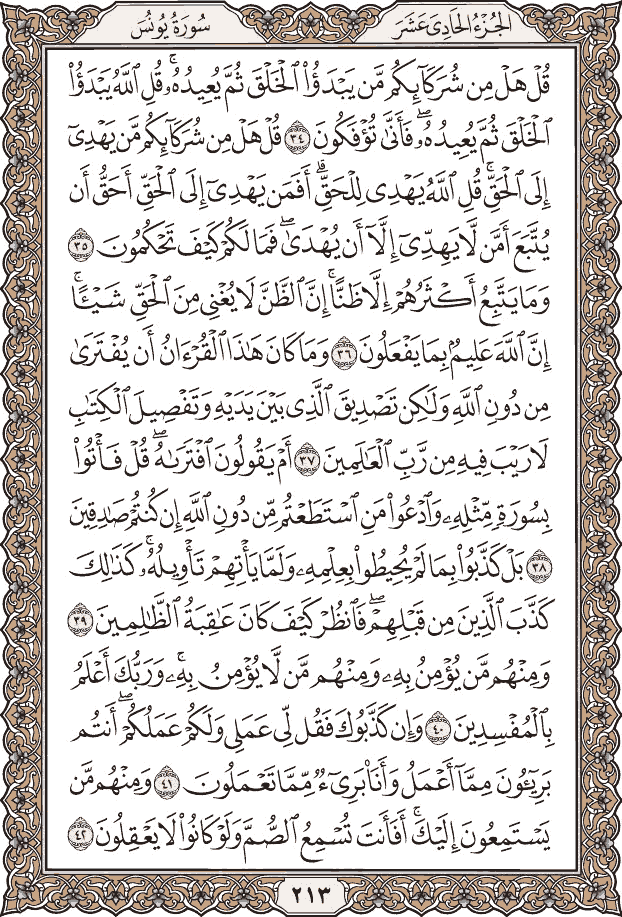 الجُزْءُ الحَادِى عَشَرَ
سُورَةُ يُونُسَ
قُلْ هَلْ مِن شُرَكَآئِكُم مَّن يَبْدَؤُا۟ ٱلْخَلْقَ ثُمَّ يُعِيدُهُۥ ۚ قُلِ ٱللَّهُ يَبْدَؤُا۟
ٱلْخَلْقَ ثُمَّ يُعِيدُهُۥ ۖ فَأَنَّىٰ تُؤْفَكُونَ ٣٤ قُلْ هَلْ مِن شُرَكَآئِكُم مَّن يَهْدِىٓ
إِلَى ٱلْحَقِّ ۚ قُلِ ٱللَّهُ يَهْدِى لِلْحَقِّ ۗ أَفَمَن يَهْدِىٓ إِلَى ٱلْحَقِّ أَحَقُّ أَن
يُتَّبَعَ أَمَّن لَّا يَهِدِّىٓ إِلَّآ أَن يُهْدَىٰ ۖ فَمَا لَكُمْ كَيْفَ تَحْكُمُونَ ٣٥
وَمَا يَتَّبِعُ أَكْثَرُهُمْ إِلَّا ظَنًّا ۚ إِنَّ ٱلظَّنَّ لَا يُغْنِى مِنَ ٱلْحَقِّ شَيْـًٔا ۚ
إِنَّ ٱللَّهَ عَلِيمٌۢ بِمَا يَفْعَلُونَ ٣٦ وَمَا كَانَ هَـٰذَا ٱلْقُرْءَانُ أَن يُفْتَرَىٰ
مِن دُونِ ٱللَّهِ وَلَـٰكِن تَصْدِيقَ ٱلَّذِى بَيْنَ يَدَيْهِ وَتَفْصِيلَ ٱلْكِتَـٰبِ
لَا رَيْبَ فِيهِ مِن رَّبِّ ٱلْعَـٰلَمِينَ ٣٧ أَمْ يَقُولُونَ ٱفْتَرَىٰهُ ۖ قُلْ فَأْتُوا۟
بِسُورَةٍ مِّثْلِهِۦ وَٱدْعُوا۟ مَنِ ٱسْتَطَعْتُم مِّن دُونِ ٱللَّهِ إِن كُنتُمْ صَـٰدِقِينَ
٣٨ بَلْ كَذَّبُوا۟ بِمَا لَمْ يُحِيطُوا۟ بِعِلْمِهِۦ وَلَمَّا يَأْتِهِمْ تَأْوِيلُهُۥ ۚ كَذَٰلِكَ
كَذَّبَ ٱلَّذِينَ مِن قَبْلِهِمْ ۖ فَٱنظُرْ كَيْفَ كَانَ عَـٰقِبَةُ ٱلظَّـٰلِمِينَ ٣٩
وَمِنْهُم مَّن يُؤْمِنُ بِهِۦ وَمِنْهُم مَّن لَّا يُؤْمِنُ بِهِۦ ۚ وَرَبُّكَ أَعْلَمُ
بِٱلْمُفْسِدِينَ ٤٠ وَإِن كَذَّبُوكَ فَقُل لِّى عَمَلِى وَلَكُمْ عَمَلُكُمْ ۖ أَنتُم
بَرِيٓـُٔونَ مِمَّآ أَعْمَلُ وَأَنَا۠ بَرِىٓءٌ مِّمَّا تَعْمَلُونَ ٤١ وَمِنْهُم مَّن
يَسْتَمِعُونَ إِلَيْكَ ۚ أَفَأَنتَ تُسْمِعُ ٱلصُّمَّ وَلَوْ كَانُوا۟ لَا يَعْقِلُونَ ٤٢
٢١٣